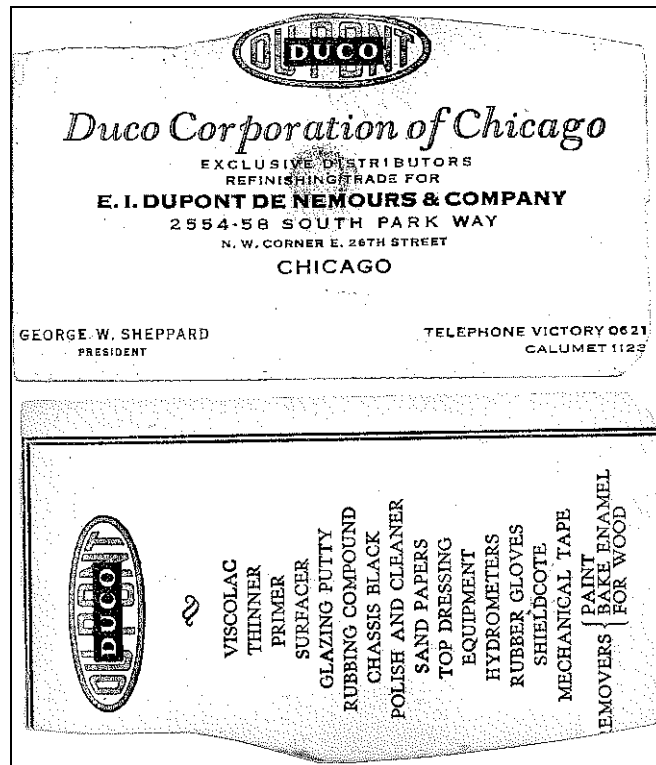 DUPONT
DUCO
Duco Corporation of Chicago
EXCLUSIVE DISTRIBUTORS
REFINISHING TRADE FOR
E. I. DUPONT DE NEMOURS & COMPANY
2554-58 SOUTH PARK WAY
N. W. CORNER E. 26TH STREET
CHICAGO
GEORGE W. SHEPPARD
PRESIDENT
TELEPHONE VICTORY 0621
CALUMET 1123
DUPONT
DUCO
VISCOLAC
THINNER
PRIMER
SURFACER
GLAZING PUTTY
RUBBING COMPOUND
CHASSIS BLACK
POLISH AND CLEANER
SAND PAPERS
TOP DRESSING
EQUIPMENT
HYDROMETERS
RUBBER GLOVES
SHIELDCOTE
MECHANICAL TAPE
EMOVERS { PAINT
BAKE ENAMEL
FOR WOOD